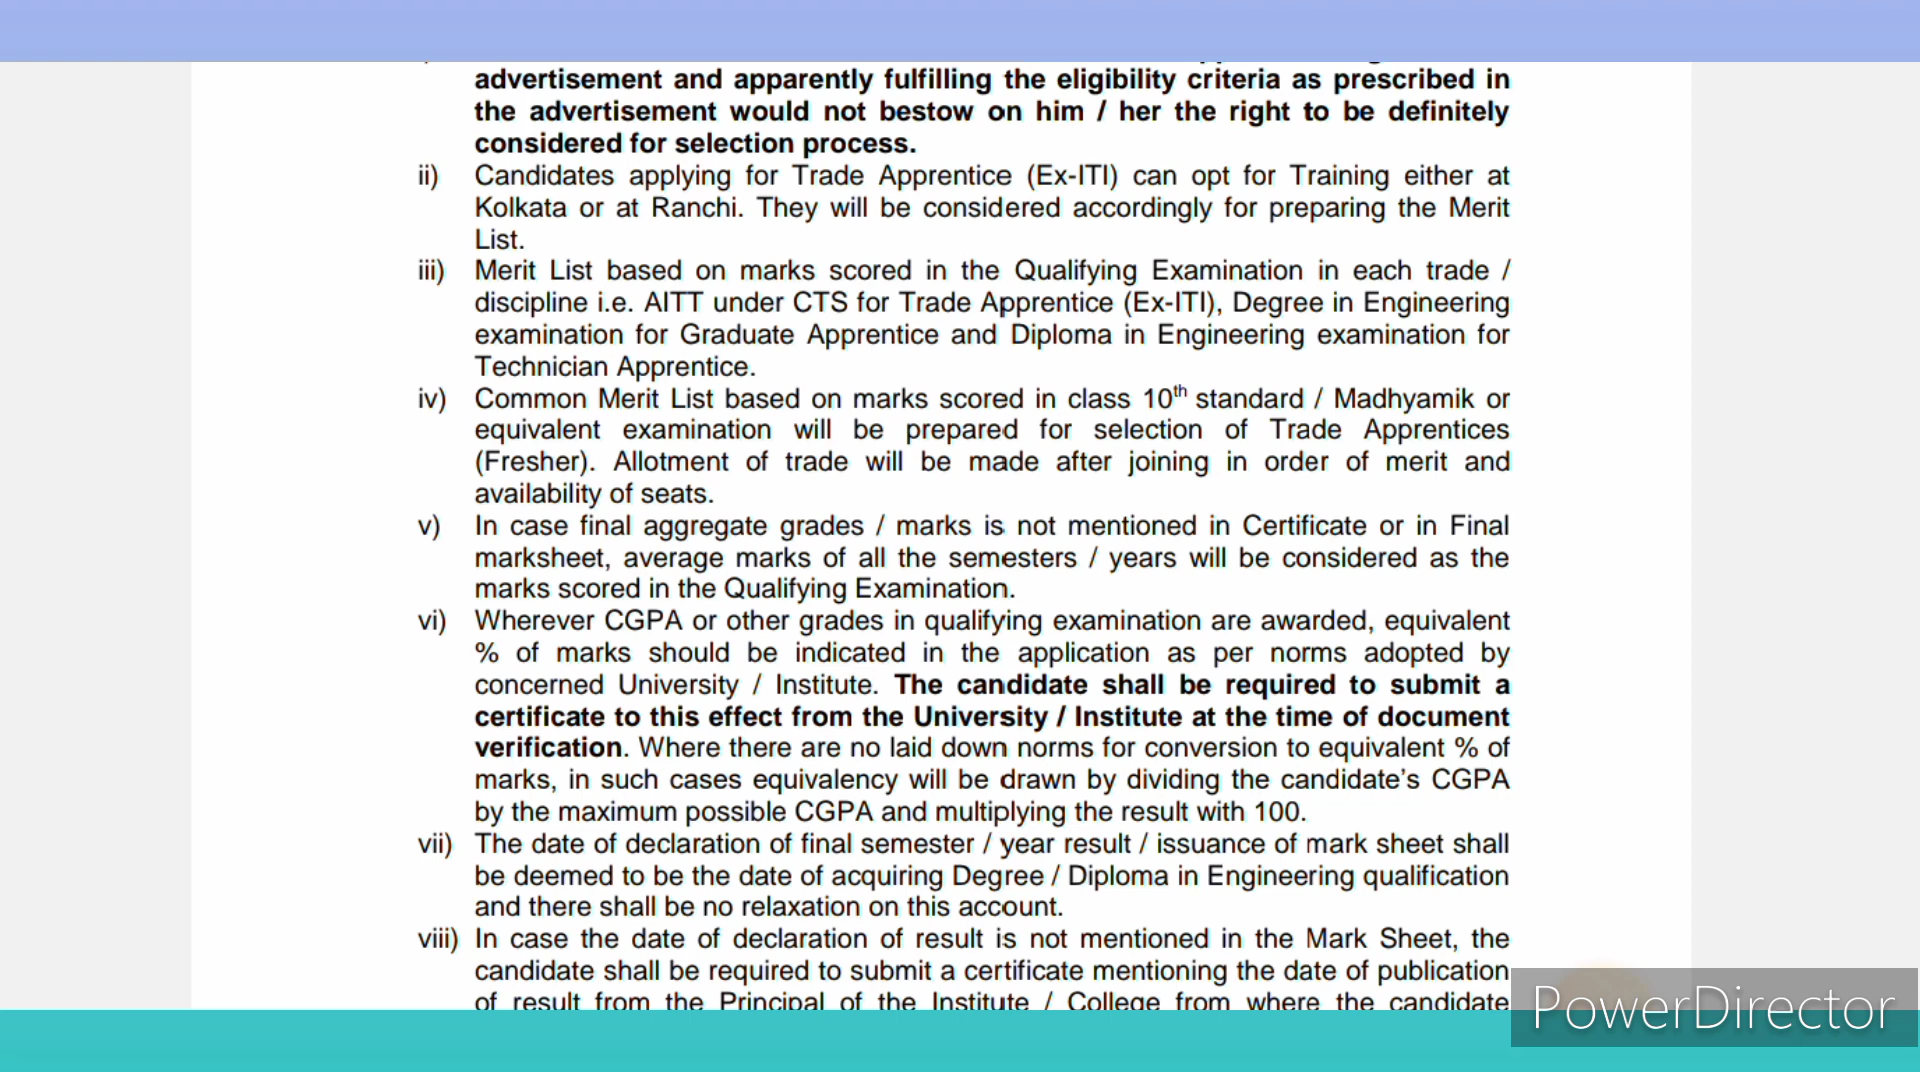 advertisement and apparently fulfilling the eligibility criteria as prescribed in
the advertisement would not bestow on him / her the right to be definitely
considered for selection process.
ii) Candidates applying for Trade Apprentice (Ex-ITI) can opt for Training either at
Kolkata or at Ranchi. They will be considered accordingly for preparing the Merit
List.
iii) Merit List based on marks scored in the Qualifying Examination in each trade /
discipline i.e. AITT under CTS for Trade Apprentice (Ex-ITI), Degree in Engineering
examination for Graduate Apprentice and Diploma in Engineering examination for
Technician Apprentice.
iv) Common Merit List based on marks scored in class 10th standard / Madhyamik or
equivalent examination will be prepared for selection of Trade Apprentices
(Fresher). Allotment of trade will be made after joining in order of merit and
availability of seats.
v) In case final aggregate grades / marks is not mentioned in Certificate or in Final
marksheet, average marks of all the semesters / years will be considered as the
marks scored in the Qualifying Examination.
vi) Wherever CGPA or other grades in qualifying examination are awarded, equivalent
% of marks should be indicated in the application as per norms adopted by
concerned University / Institute. The candidate shall be required to submit a
certificate to this effect from the University / Institute at the time of document
verification. Where there are no laid down norms for conversion to equivalent % of
marks, in such cases equivalency will be drawn by dividing the candidate’s CGPA
by the maximum possible CGPA and multiplying the result with 100.
vii) The date of declaration of final semester / year result / issuance of mark sheet shall
be deemed to be the date of acquiring Degree / Diploma in Engineering qualification
and there shall be no relaxation on this account.
viii) In case the date of declaration of result is not mentioned in the Mark Sheet, the
candidate shall be required to submit a certificate mentioning the date of publication
of result from the Principal of the Institute / College from where the candidate
PowerDirector